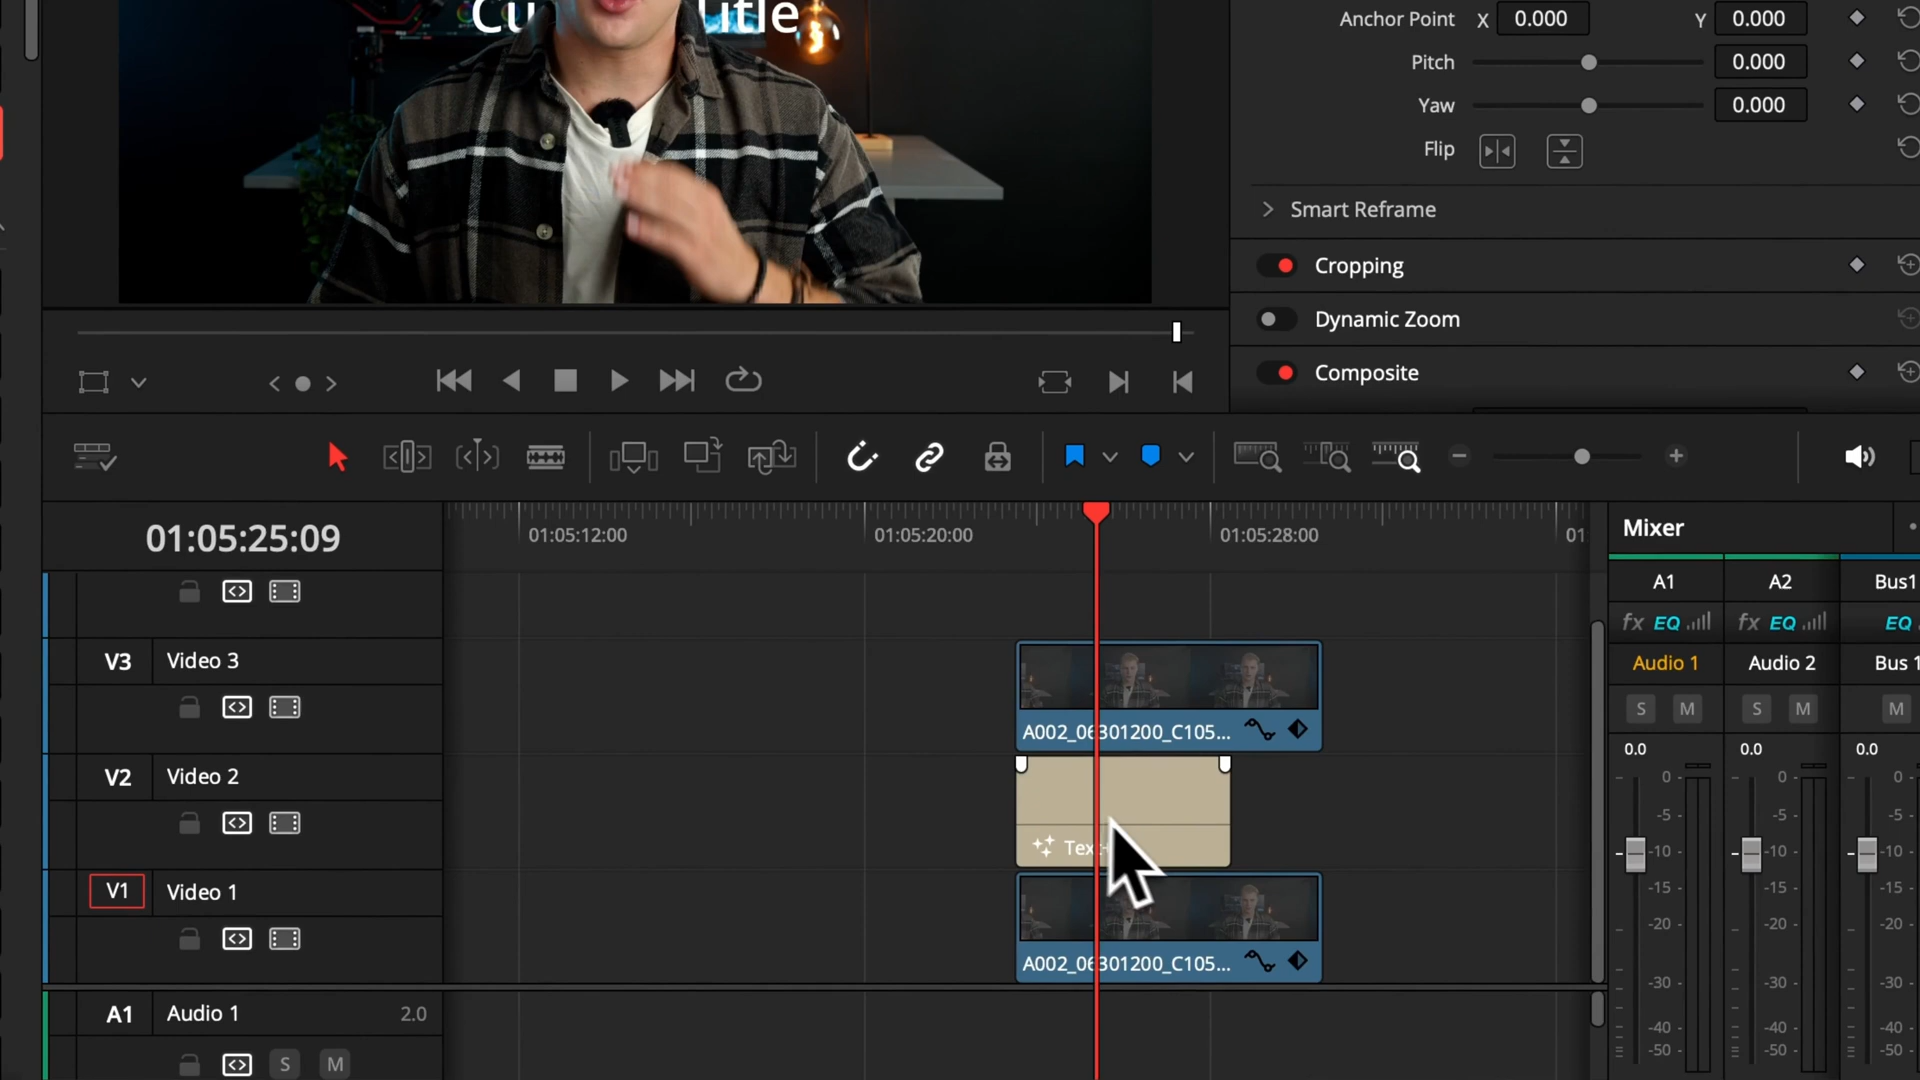 Cu itle
Anchor Point X 0.000 Y 0.000
Pitch 0.000
Yaw 0.000
Flip
Smart Reframe
Cropping
Dynamic Zoom
Composite
01:05:25:09
01:05:12:00 01:05:20:00 01:05:28:00 01:
Mixer
A1 A2 Bus1
fx EQ fx EQ EQ
Audio 1 Audio 2 Bus 1
S M S M M
0.0 0.0 0.0
V3 Video 3
A002_06301200_C105...
V2 Video 2
Text
V1 Video 1
A002_06301200_C105...
A1 Audio 1 2.0
S M
0- 0- 0-
-5- -5- -5-
-10- -10- -10-
-15- -15- -15-
-20- -20- -20-
-30- -30- -30-
-40- -40- -40-
-50- -50- -50-